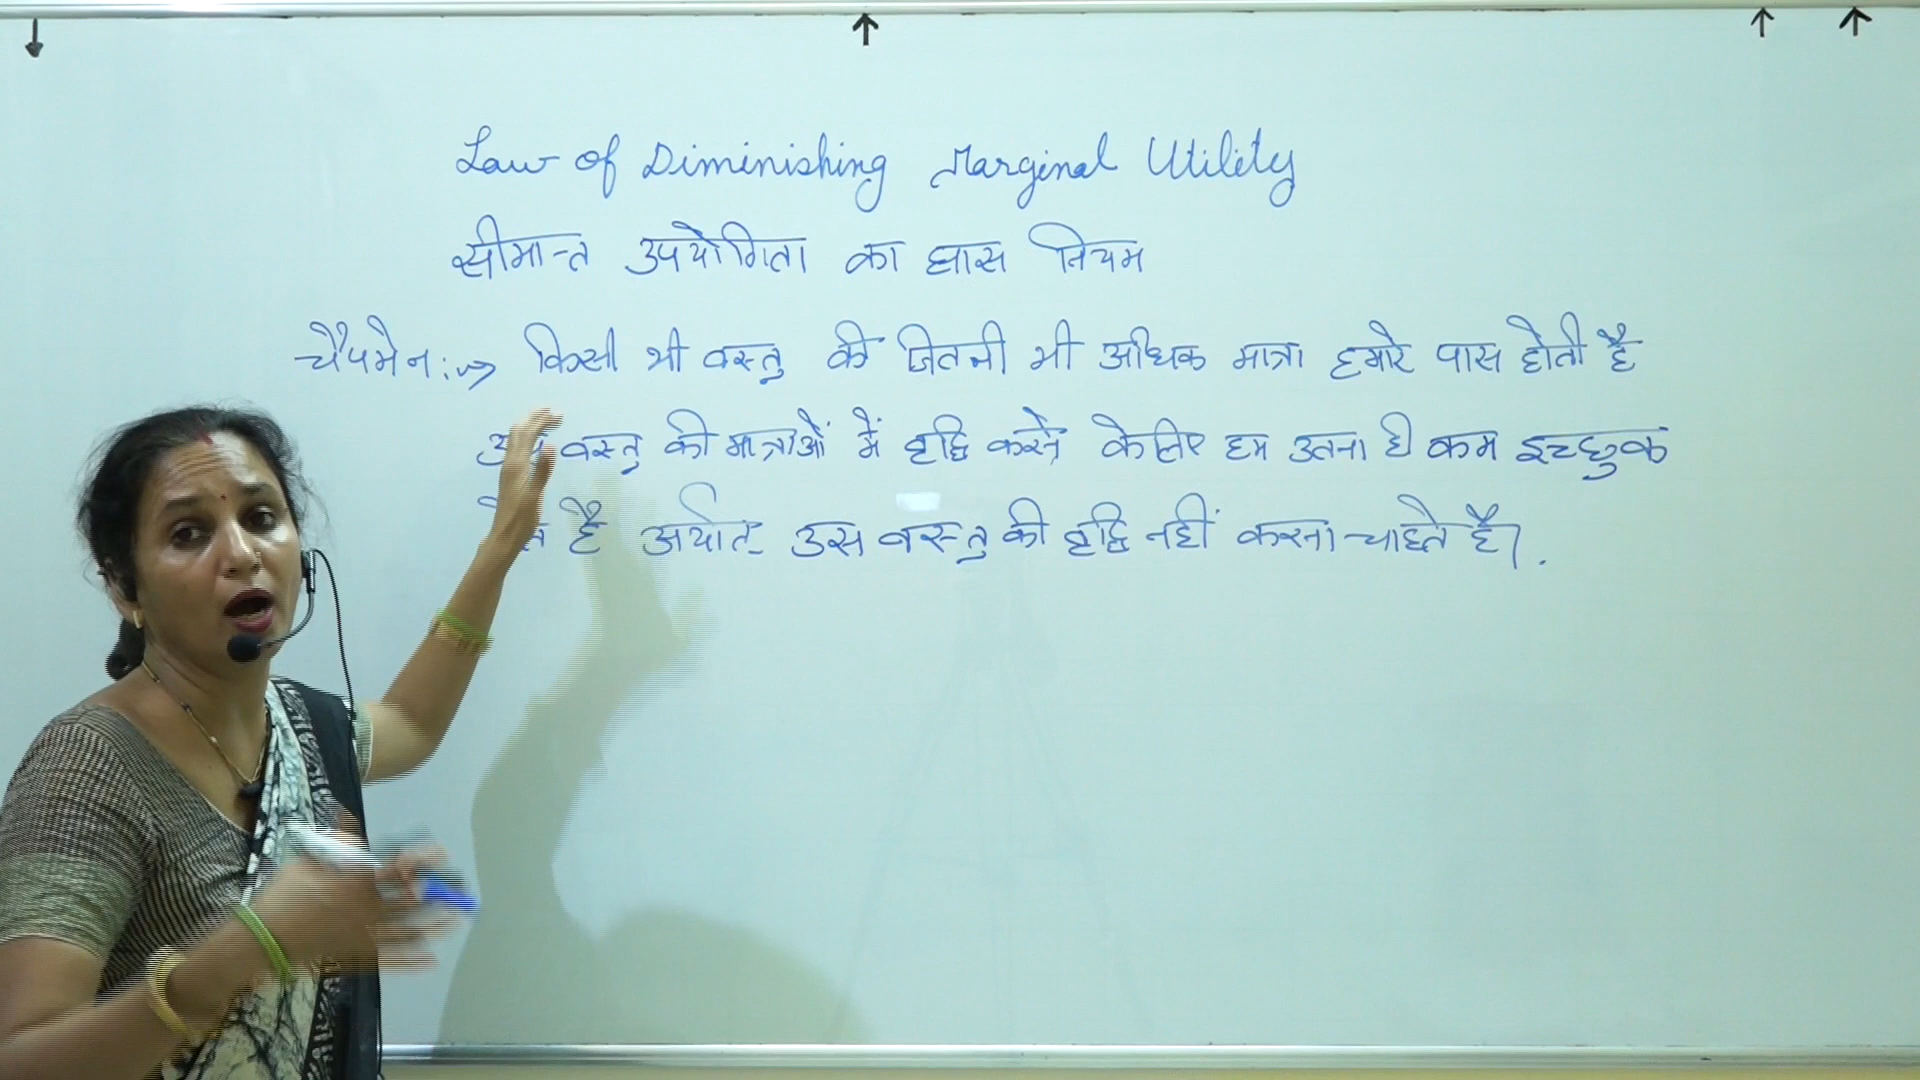 Law of Diminishing Marginal Utility
सीमान्त उपयोगिता का ह्रास नियम
चैपमेन :→ किसी भी वस्तु की जितनी भी अधिक मात्रा हमारे पास होती है
वस्तु की मात्राओं में वृद्धि करने के लिए हम उतना ही कम इच्छुक
है अर्थात् उस वस्तु की वृद्धि नहीं करना चाहते है।.